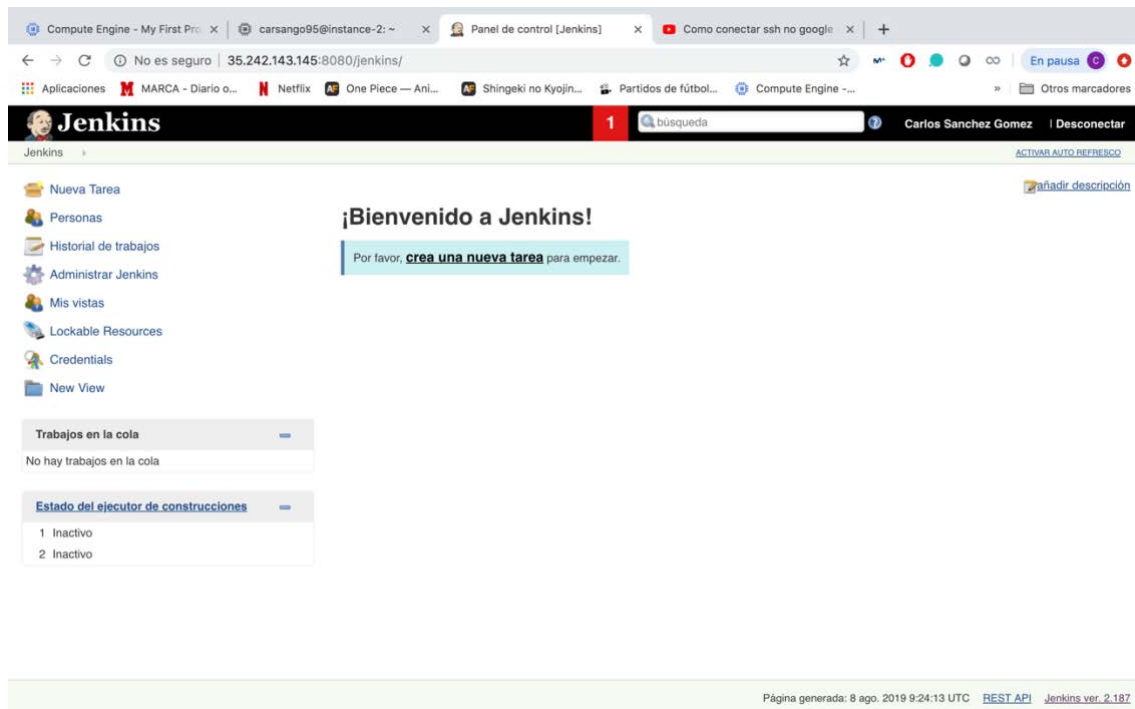 Compute Engine - My First Pro
carsango95@instance-2: ~
Panel de control [Jenkins]
Como conectar ssh no google
No es seguro | 35.242.143.145:8080/jenkins/
En pausa C
Aplicaciones
MARCA - Diario o...
Netflix
One Piece — Ani...
Shingeki no Kyojin...
Partidos de fútbol...
Compute Engine -...
»
Otros marcadores
Jenkins
1
búsqueda
Carlos Sanchez Gomez
| Desconectar
Jenkins
ACTIVAR AUTO REFRESCO
Nueva Tarea
Personas
Historial de trabajos
Administrar Jenkins
Mis vistas
Lockable Resources
Credentials
New View
añadir descripción
¡Bienvenido a Jenkins!
Por favor, crea una nueva tarea para empezar.
Trabajos en la cola
No hay trabajos en la cola
Estado del ejecutor de construcciones
1 Inactivo
2 Inactivo
Página generada: 8 ago. 2019 9:24:13 UTC REST API Jenkins ver. 2.187